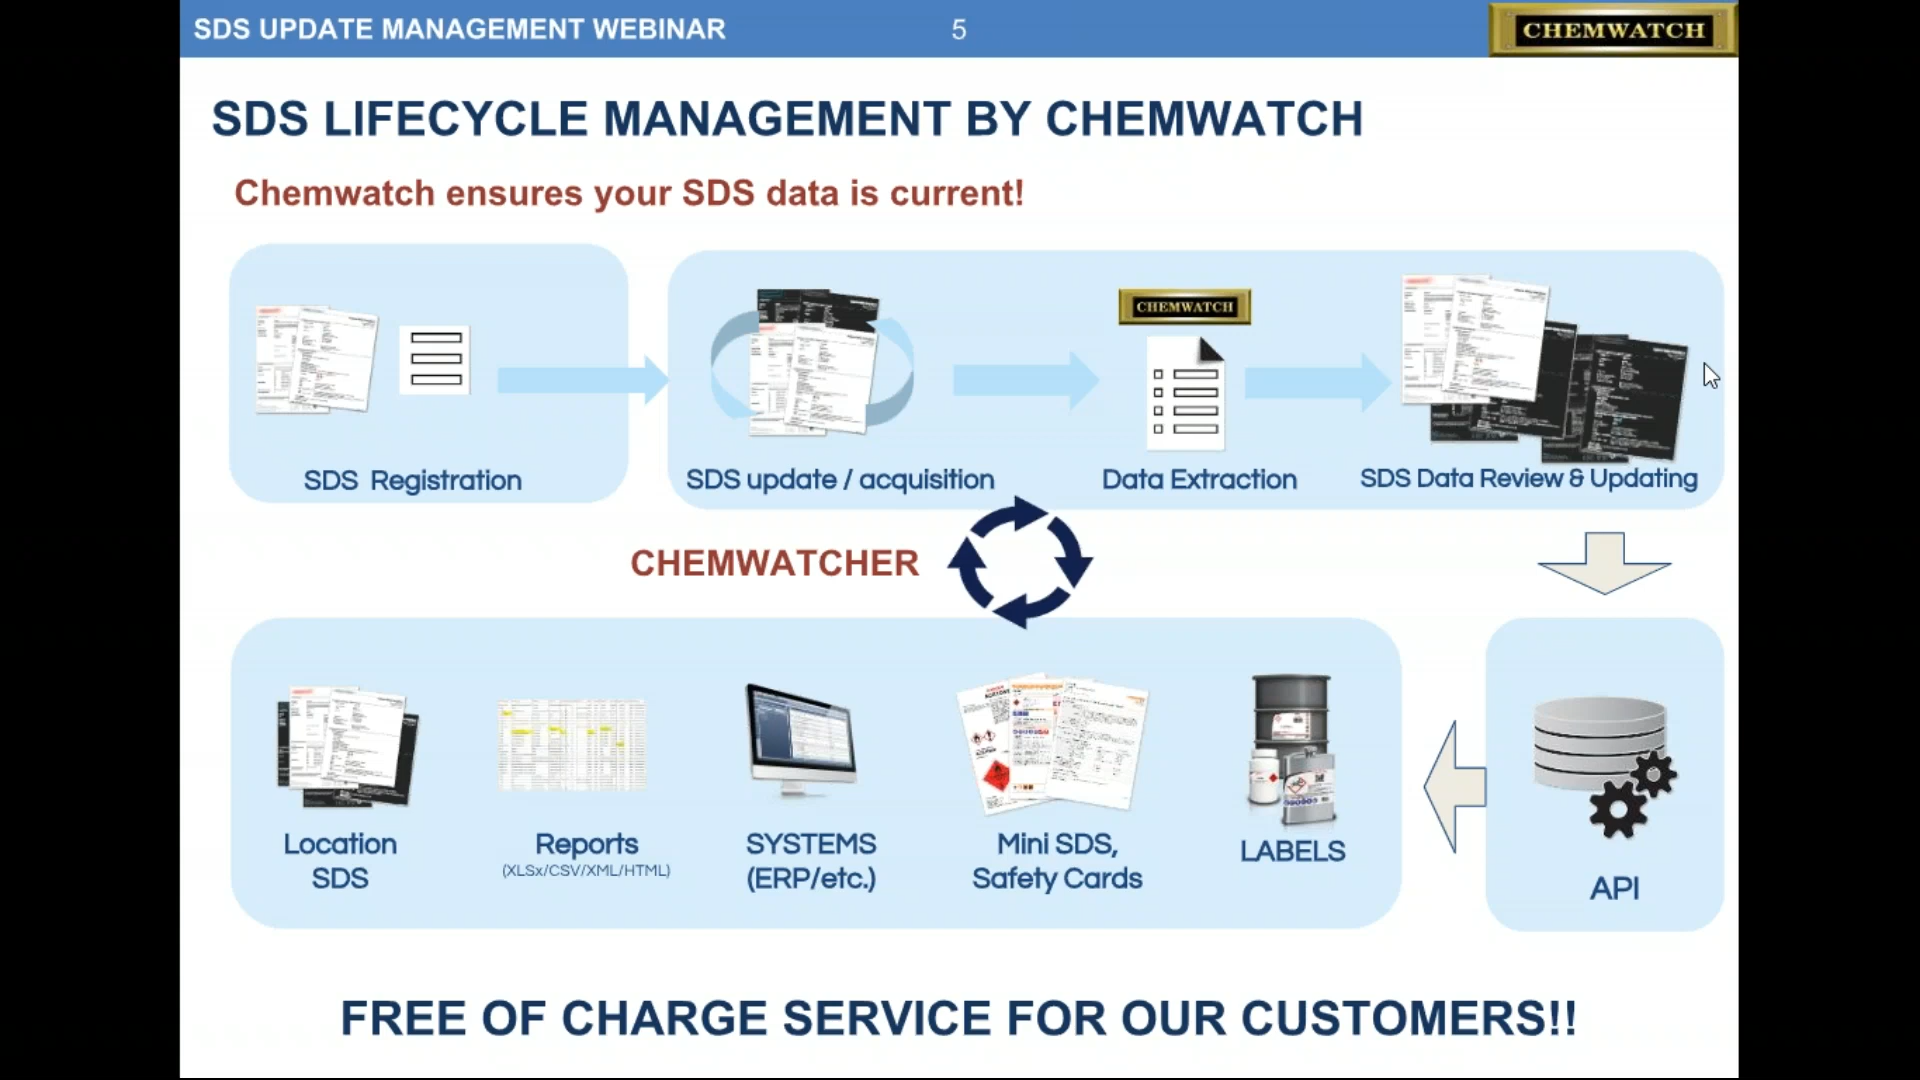 SDS UPDATE MANAGEMENT WEBINAR
5
CHEMWATCH
SDS LIFECYCLE MANAGEMENT BY CHEMWATCH
Chemwatch ensures your SDS data is current!
CHEMWATCH
SDS Registration
SDS update / acquisition
Data Extraction
SDS Data Review & Updating
CHEMWATCHER
Location
SDS
Reports
(XLSx/CSV/XML/HTML)
SYSTEMS
(ERP/etc.)
Mini SDS,
Safety Cards
LABELS
API
FREE OF CHARGE SERVICE FOR OUR CUSTOMERS!!